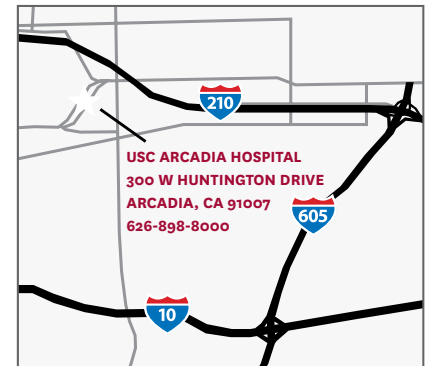 210
USC ARCADIA HOSPITAL
300 W HUNTINGTON DRIVE
ARCADIA, CA 91007
626-898-8000
605
10